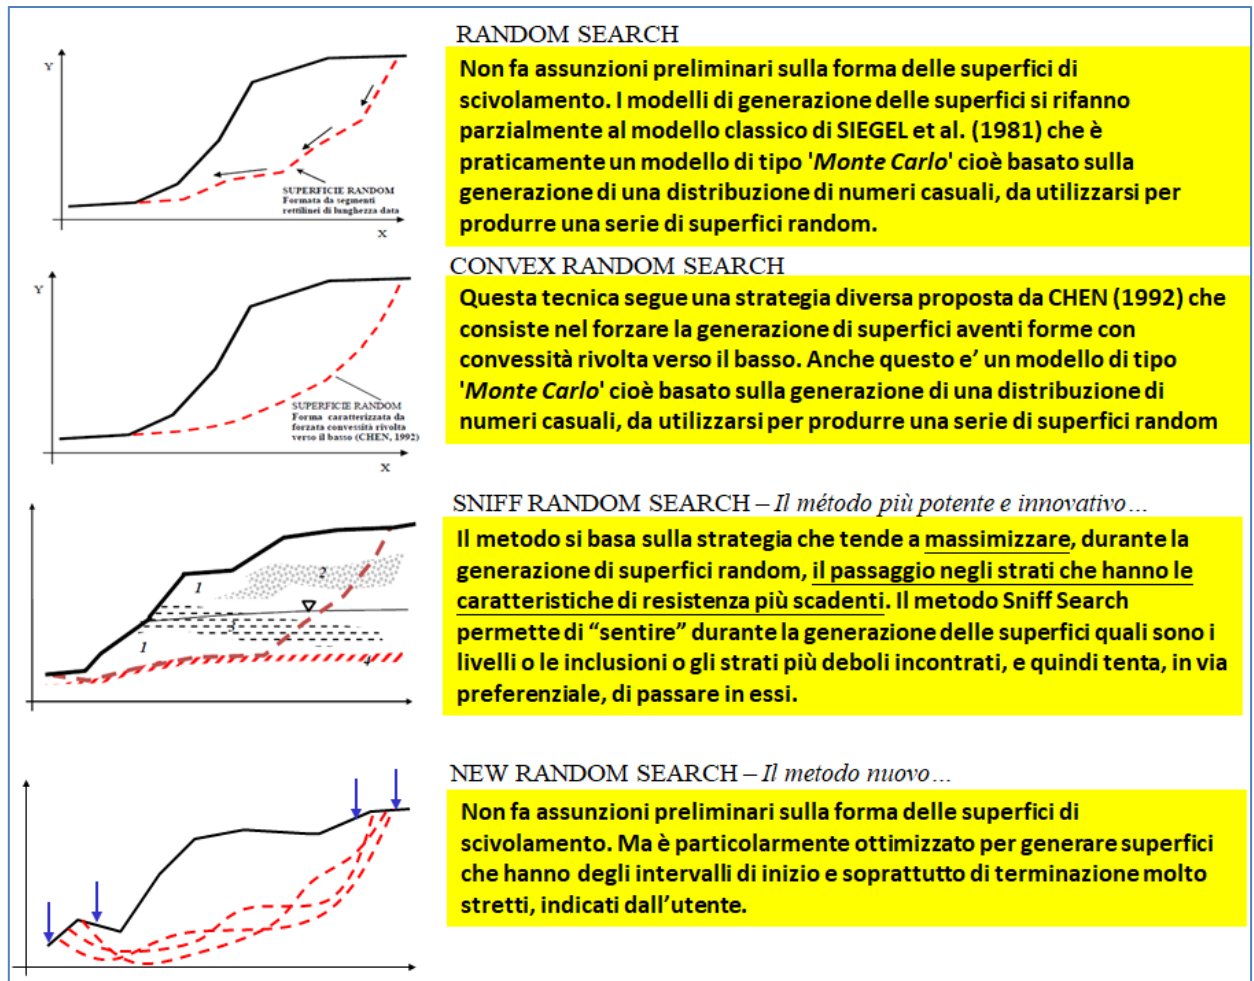 RANDOM SEARCH
Non fa assunzioni preliminari sulla forma delle superfici di
scivolamento. I modelli di generazione delle superfici si rifanno
parzialmente al modello classico di SIEGEL et al. (1981) che è
praticamente un modello di tipo 'Monte Carlo' cioè basato sulla
generazione di una distribuzione di numeri casuali, da utilizzarsi per
produrre una serie di superfici random.
Y
SUPERFICIE RANDOM
Formata da segmenti
rettilinei di lunghezza data
X
CONVEX RANDOM SEARCH
Questa tecnica segue una strategia diversa proposta da CHEN (1992) che
consiste nel forzare la generazione di superfici aventi forme con
convessità rivolta verso il basso. Anche questo e’ un modello di tipo
'Monte Carlo' cioè basato sulla generazione di una distribuzione di
numeri casuali, da utilizzarsi per produrre una serie di superfici random
Y
SUPERFICIE RANDOM
Forma caratterizzata da
forzata convessità rivolta
verso il basso (CHEN, 1992)
X
SNIFF RANDOM SEARCH – Il método più potente e innovativo…
Il metodo si basa sulla strategia che tende a massimizzare, durante la
generazione di superfici random, il passaggio negli strati che hanno le
caratteristiche di resistenza più scadenti. Il metodo Sniff Search
permette di “sentire” durante la generazione delle superfici quali sono i
livelli o le inclusioni o gli strati più deboli incontrati, e quindi tenta, in via
preferenziale, di passare in essi.
1
2
3
1
4
NEW RANDOM SEARCH – Il metodo nuovo…
Non fa assunzioni preliminari sulla forma delle superfici di
scivolamento. Ma è particolarmente ottimizzato per generare superfici
che hanno degli intervalli di inizio e soprattutto di terminazione molto
stretti, indicati dall’utente.